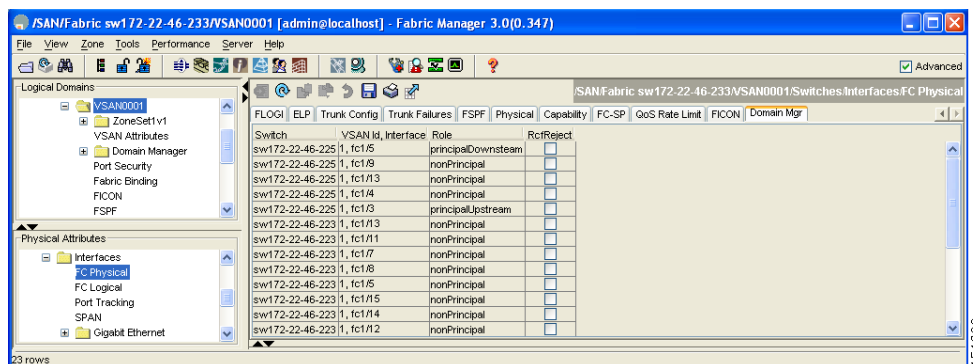 /SAN/Fabric sw172-22-46-233/VSAN0001 [admin@localhost] - Fabric Manager 3.0(0.347)
File View Zone Tools Performance Server Help
Advanced
Logical Domains
VSAN0001
ZoneSet1v1
VSAN Attributes
Domain Manager
Port Security
Fabric Binding
FICON
FSPF
Physical Attributes
Interfaces
FC Physical
FC Logical
Port Tracking
SPAN
Gigabit Ethernet
/SAN/Fabric sw172-22-46-233/VSAN0001/Switches/Interfaces/FC Physical
FLOGI ELP Trunk Config Trunk Failures FSPF Physical Capability FC-SP QoS Rate Limit FICON Domain Mgr
Switch VSAN Id, Interface Role RcfReject
sw172-22-46-225 1, fc1/5 principalDownsteam
sw172-22-46-225 1, fc1/9 nonPrincipal
sw172-22-46-225 1, fc1/13 nonPrincipal
sw172-22-46-225 1, fc1/4 nonPrincipal
sw172-22-46-225 1, fc1/3 principalUpstream
sw172-22-46-223 1, fc1/13 nonPrincipal
sw172-22-46-223 1, fc1/11 nonPrincipal
sw172-22-46-223 1, fc1/7 nonPrincipal
sw172-22-46-223 1, fc1/8 nonPrincipal
sw172-22-46-223 1, fc1/5 nonPrincipal
sw172-22-46-223 1, fc1/15 nonPrincipal
sw172-22-46-223 1, fc1/14 nonPrincipal
sw172-22-46-223 1, fc1/12 nonPrincipal
23 rows